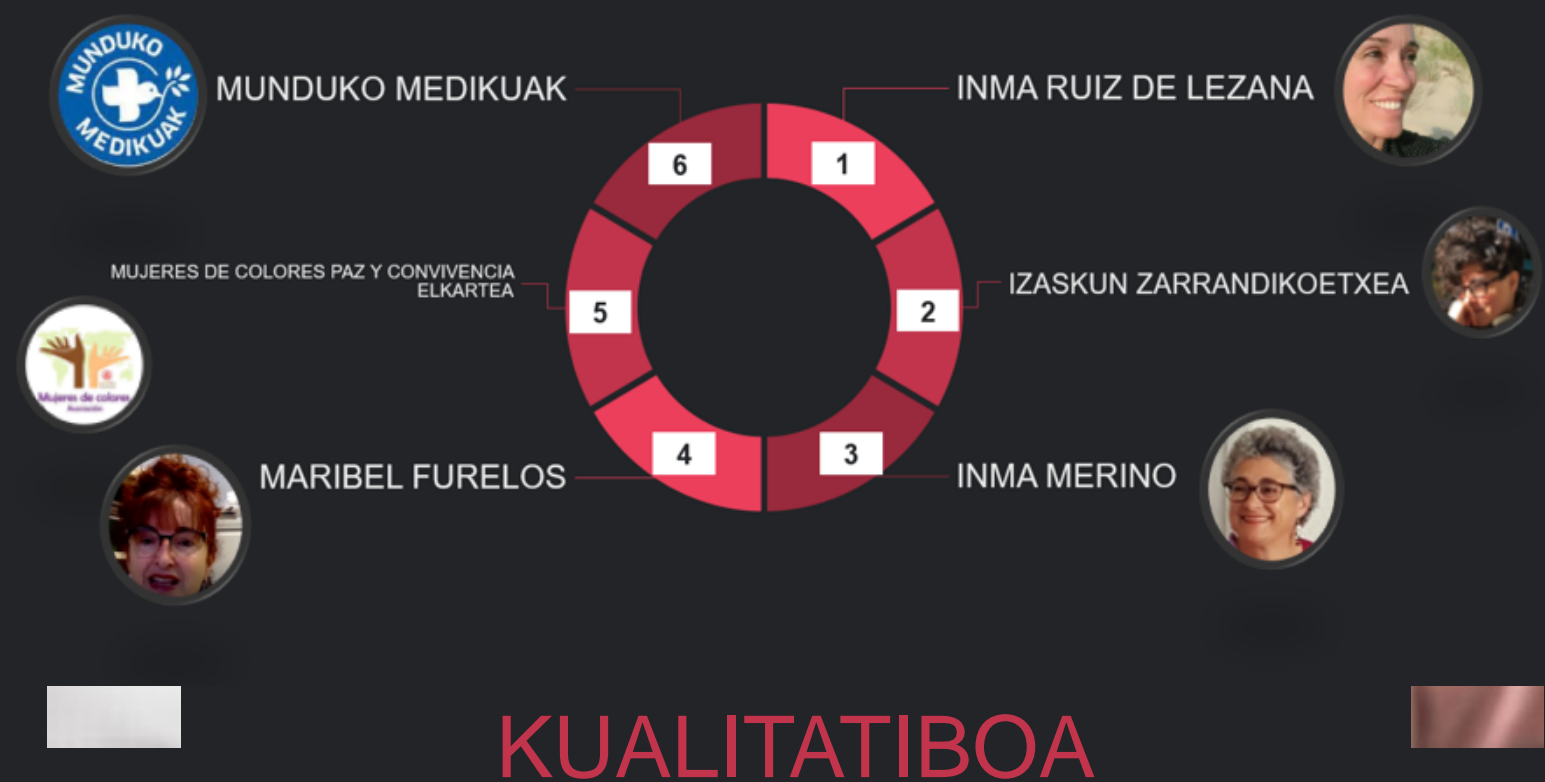 MUNDUKO
MEDIKUAK
MUNDUKO MEDIKUAK
INMA RUIZ DE LEZANA
6
1
MUJERES DE COLORES PAZ Y CONVIVENCIA
ELKARTEA
IZASKUN ZARRANDIKOETXEA
5
2
Mujeres de colores
Asociación
4
3
MARIBEL FURELOS
INMA MERINO
KUALITATIBOA